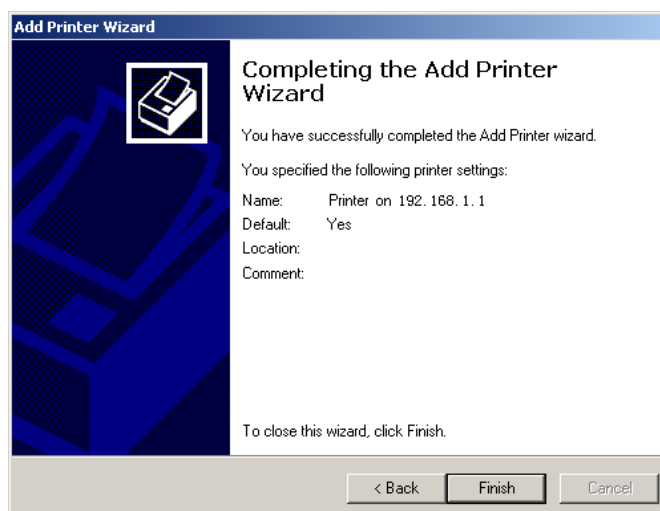 Add Printer Wizard
Completing the Add Printer
Wizard
You have successfully completed the Add Printer wizard.
You specified the following printer settings:
Name: Printer on 192. 168. 1. 1
Default: Yes
Location:
Comment:
To close this wizard, click Finish.
< Back Finish Cancel